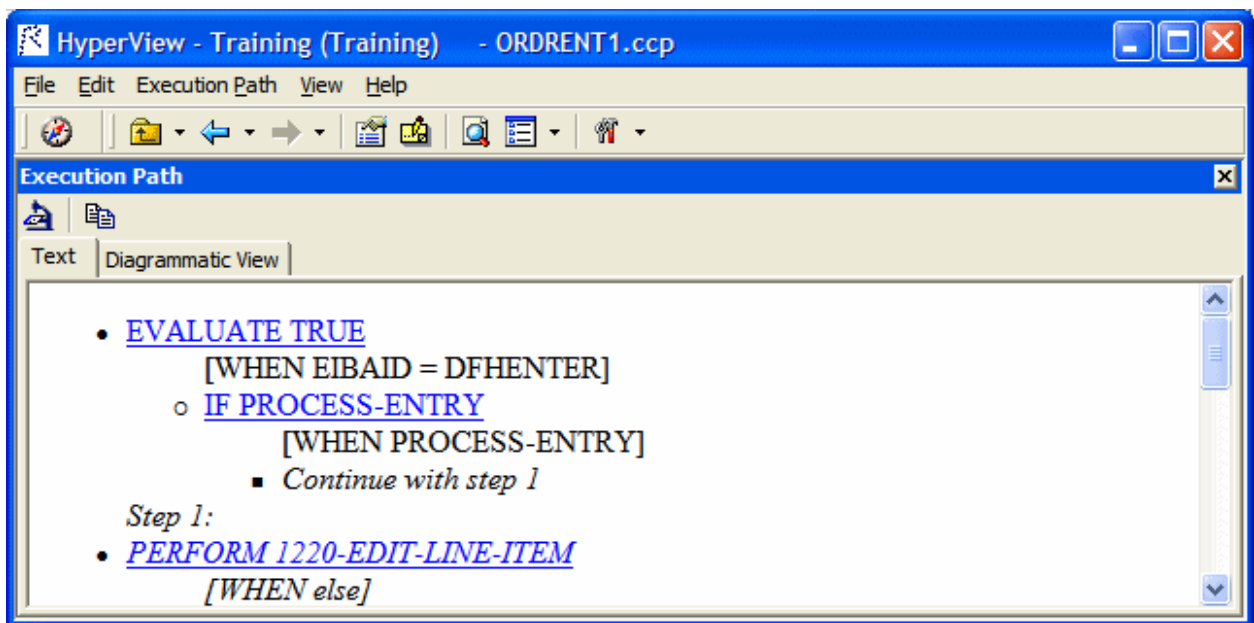 HyperView - Training (Training) - ORDRENT1.ccp
File Edit Execution Path View Help
Execution Path
Text Diagrammatic View
• EVALUATE TRUE
[WHEN EIBAID = DFHENTER]
○ IF PROCESS-ENTRY
[WHEN PROCESS-ENTRY]
▪ Continue with step 1
Step 1:
• PERFORM 1220-EDIT-LINE-ITEM
[WHEN else]